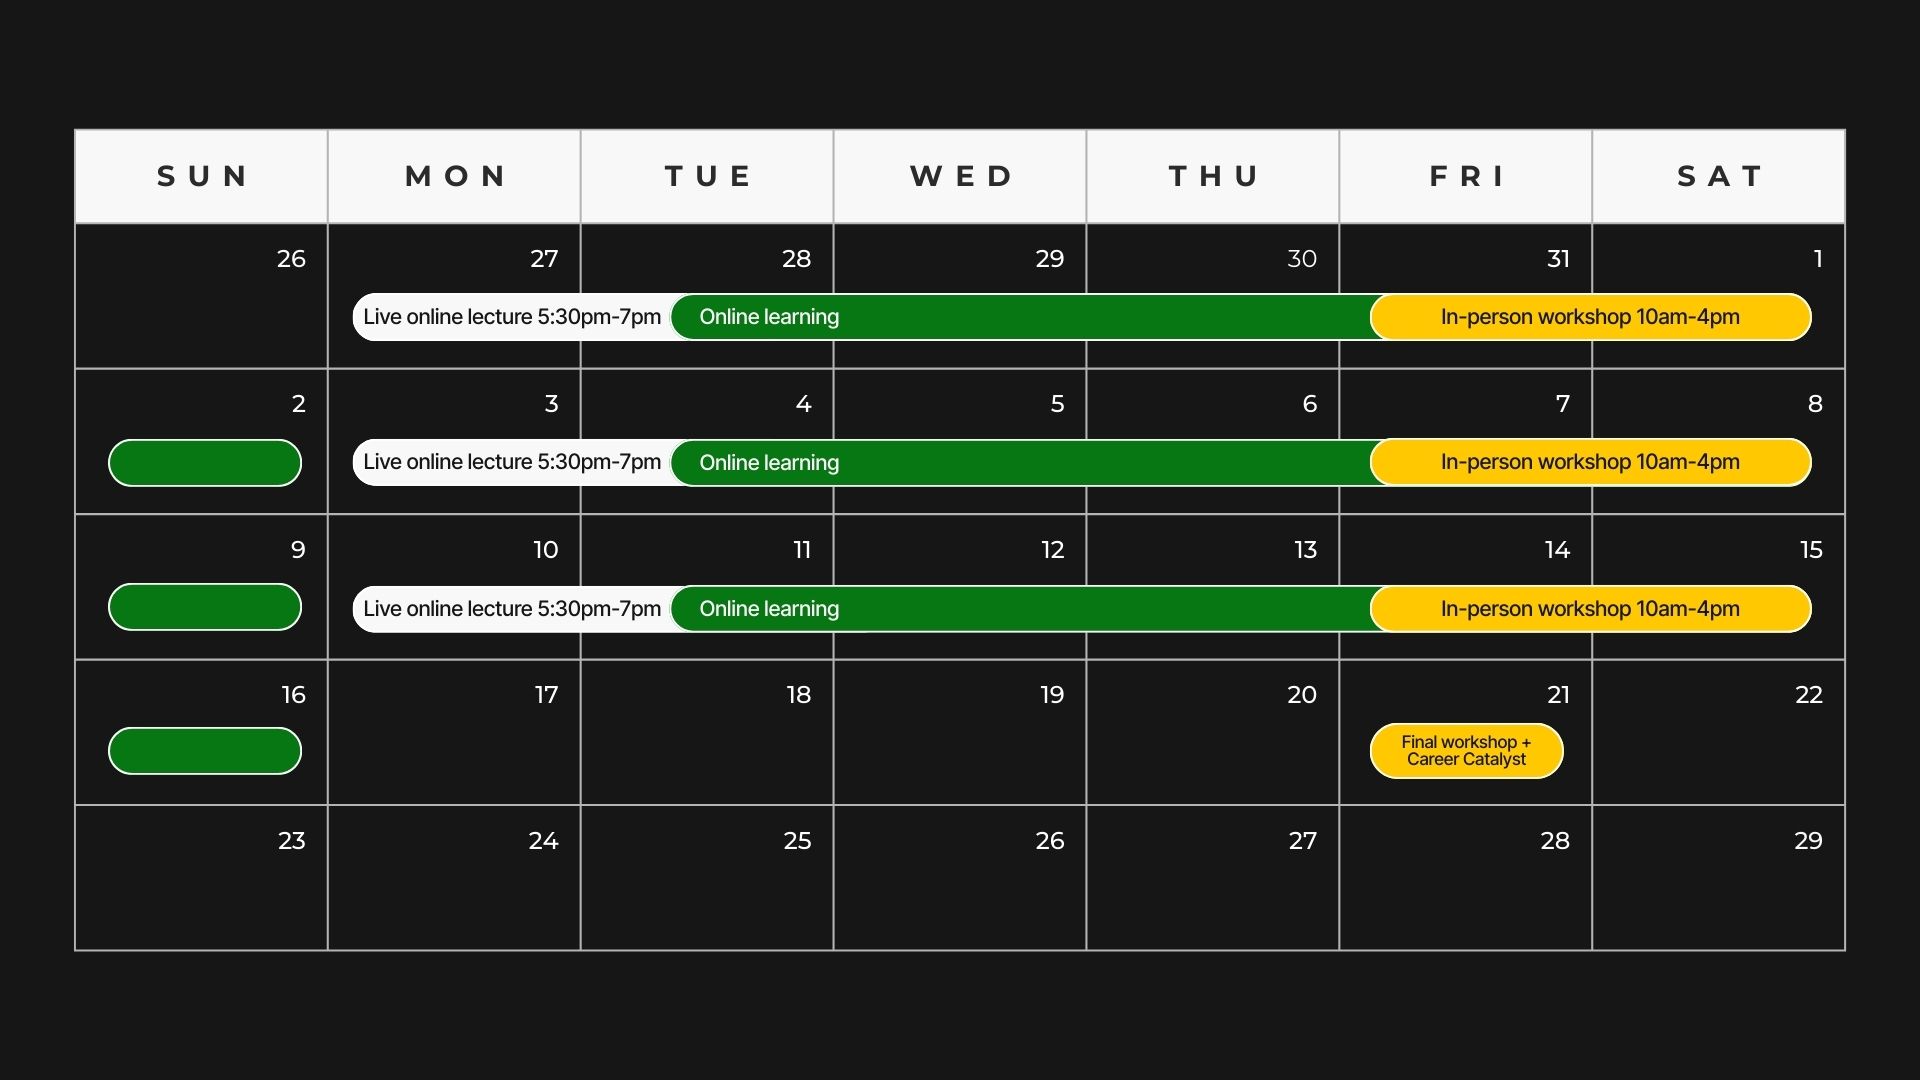 SUN MON TUE WED THU FRI SAT
26 27 28 29 30 31 1
Live online lecture 5:30pm-7pm Online learning In-person workshop 10am-4pm
2 3 4 5 6 7 8
Live online lecture 5:30pm-7pm Online learning In-person workshop 10am-4pm
9 10 11 12 13 14 15
Live online lecture 5:30pm-7pm Online learning In-person workshop 10am-4pm
16 17 18 19 20 21 22
Final workshop +
Career Catalyst
23 24 25 26 27 28 29